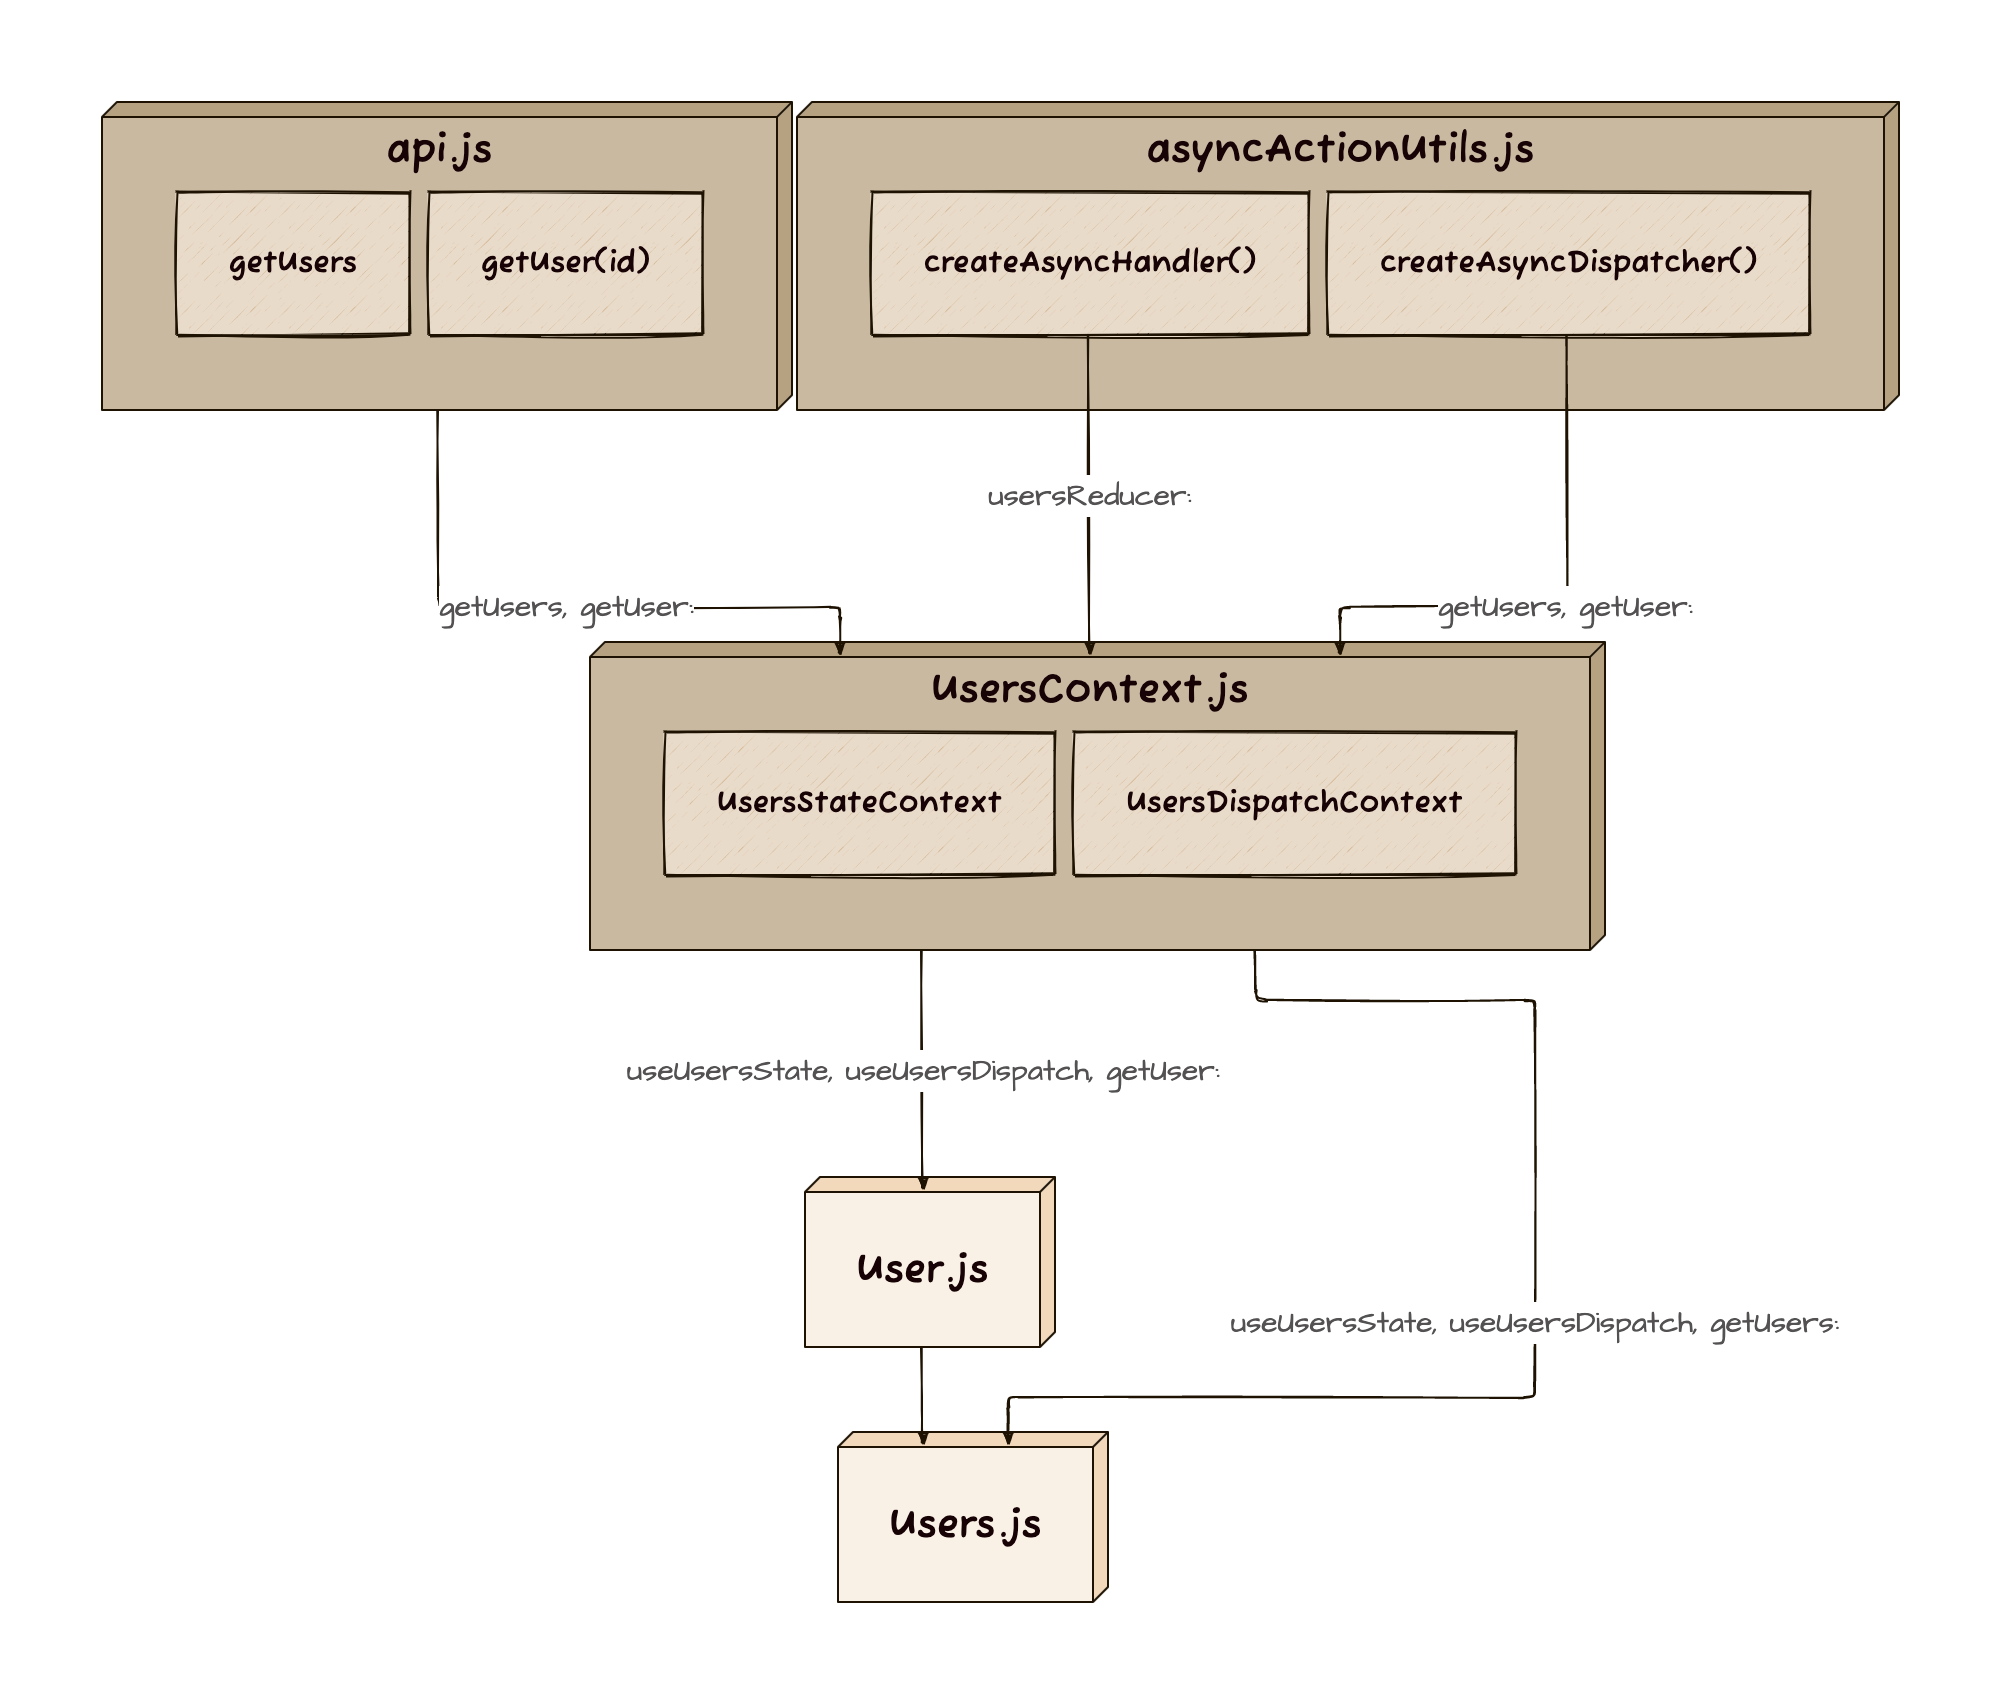 api.js
asyncActionUtils.js
getUsers
getUser(id)
createAsyncHandler()
createAsyncDispatcher()
usersReducer:
getUsers, getUser:
getUsers, getUser:
UsersContext.js
UsersStateContext
UsersDispatchContext
useUsersState, useUsersDispatch, getUser:
User.js
useUsersState, useUsersDispatch, getUsers:
Users.js